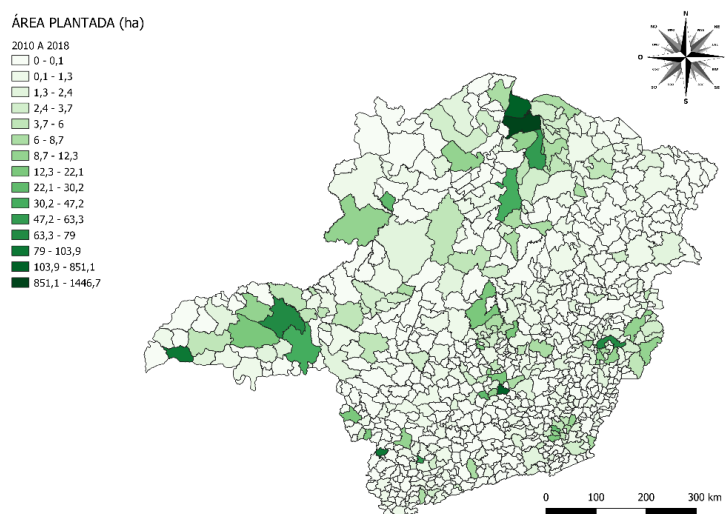 ÁREA PLANTADA (ha)
2010 A 2018
0 - 0,1
0,1 - 1,3
1,3 - 2,4
2,4 - 3,7
3,7 - 6
6 - 8,7
8,7 - 12,3
12,3 - 22,1
22,1 - 30,2
30,2 - 47,2
47,2 - 63,3
63,3 - 79
79 - 103,9
103,9 - 851,1
851,1 - 1446,7
N
O
E
S
0 100 200 300 km